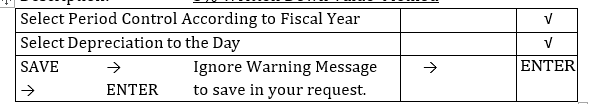 Select Period Control According to Fiscal Year √
Select Depreciation to the Day √
SAVE → Ignore Warning Message → ENTER
→ ENTER to save in your request.